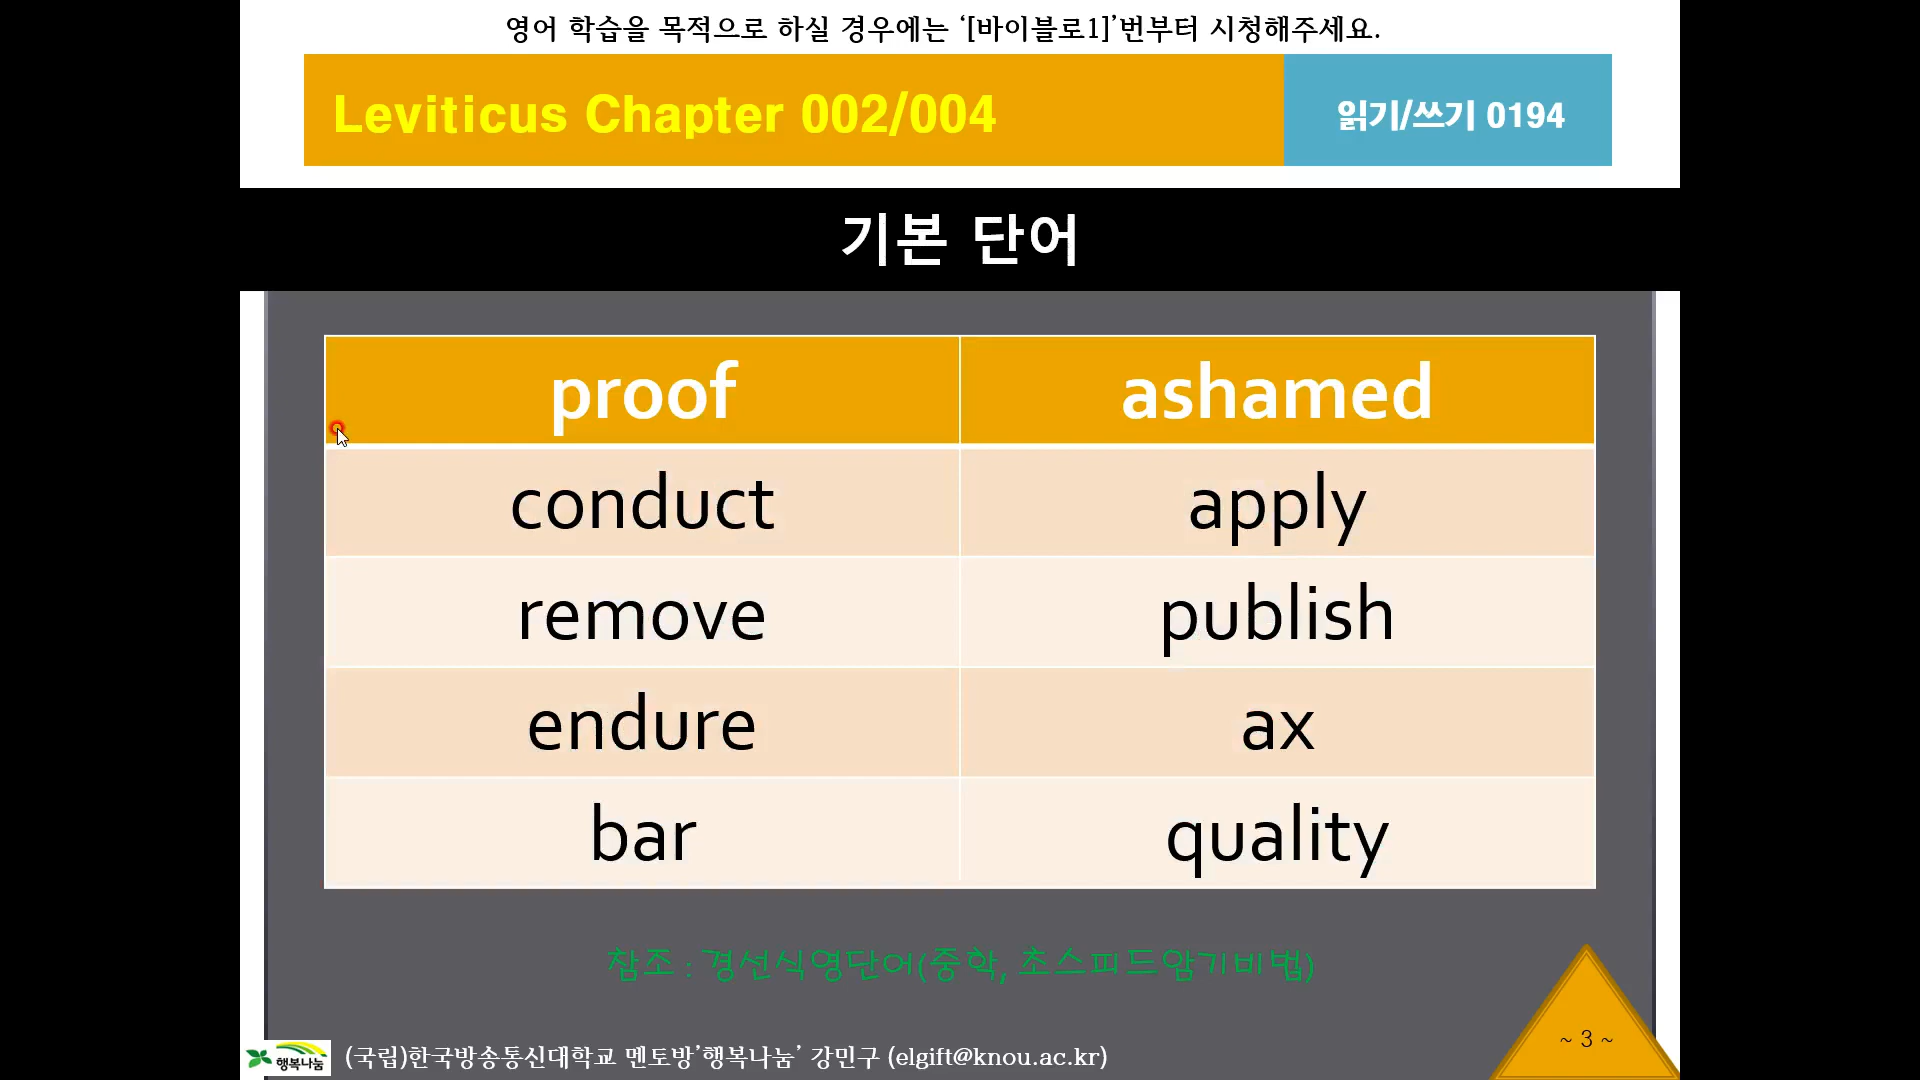 영어 학습을 목적으로 하실 경우에는 ‘[바이블로1]’번부터 시청해주세요.
Leviticus Chapter 002/004
읽기/쓰기 0194
기본 단어
proof ashamed
conduct apply
remove publish
endure ax
bar quality
참조 : 경선식영단어(중학, 초스피드암기비법)
~ 3 ~
행복나눔
(국립)한국방송통신대학교 멘토방’행복나눔’ 강민구 (elgift@knou.ac.kr)